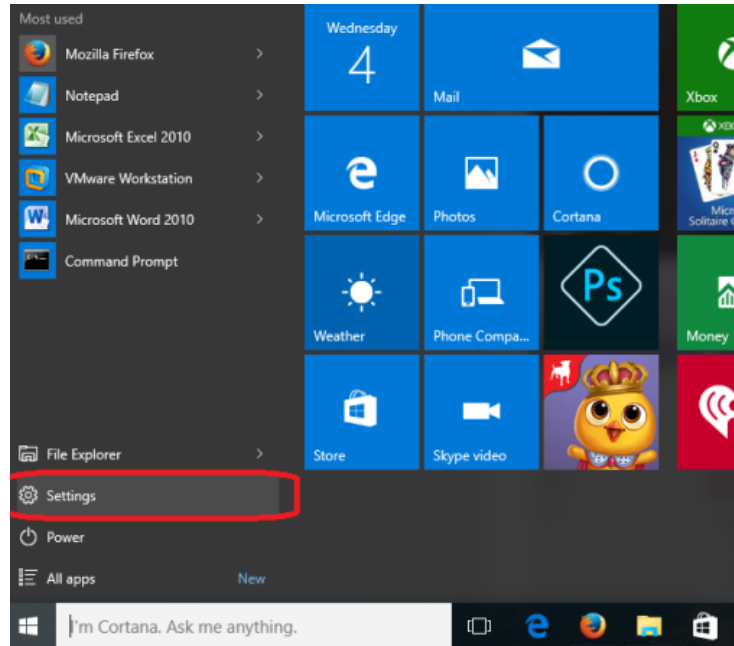 Most used
Mozilla Firefox
Notepad
Microsoft Excel 2010
VMware Workstation
Microsoft Word 2010
Command Prompt
File Explorer
Settings
Power
All apps New
Wednesday
4
Mail
Xbox
Microsoft Edge
Photos
Cortana
Solitaire
Weather
Phone Compa...
Ps
Money
Store
Skype video
I'm Cortana. Ask me anything.